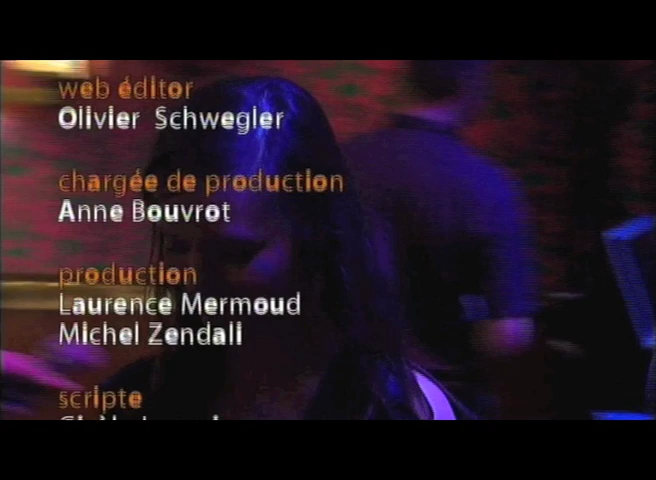 web éditor
Olivier Schwegler
chargée de production
Anne Bouvrot
production
Laurence Mermoud
Michel Zendali
scripte